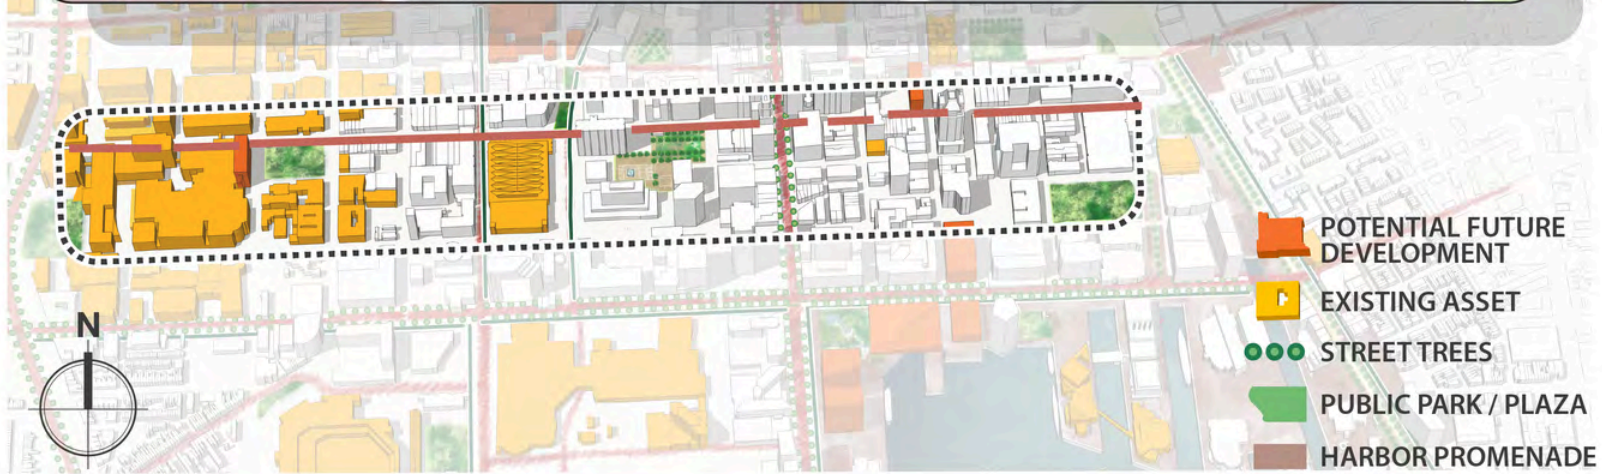 N
POTENTIAL FUTURE
DEVELOPMENT
EXISTING ASSET
STREET TREES
PUBLIC PARK / PLAZA
HARBOR PROMENADE